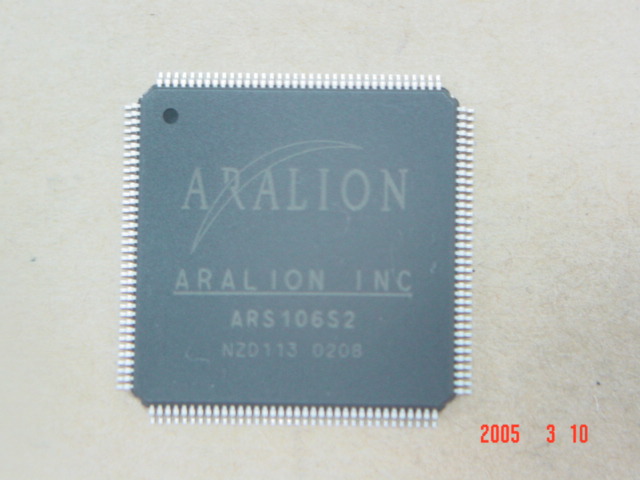 ARALION
ARALION INC
ARS106S2
NZD113 0208
2005 3 10